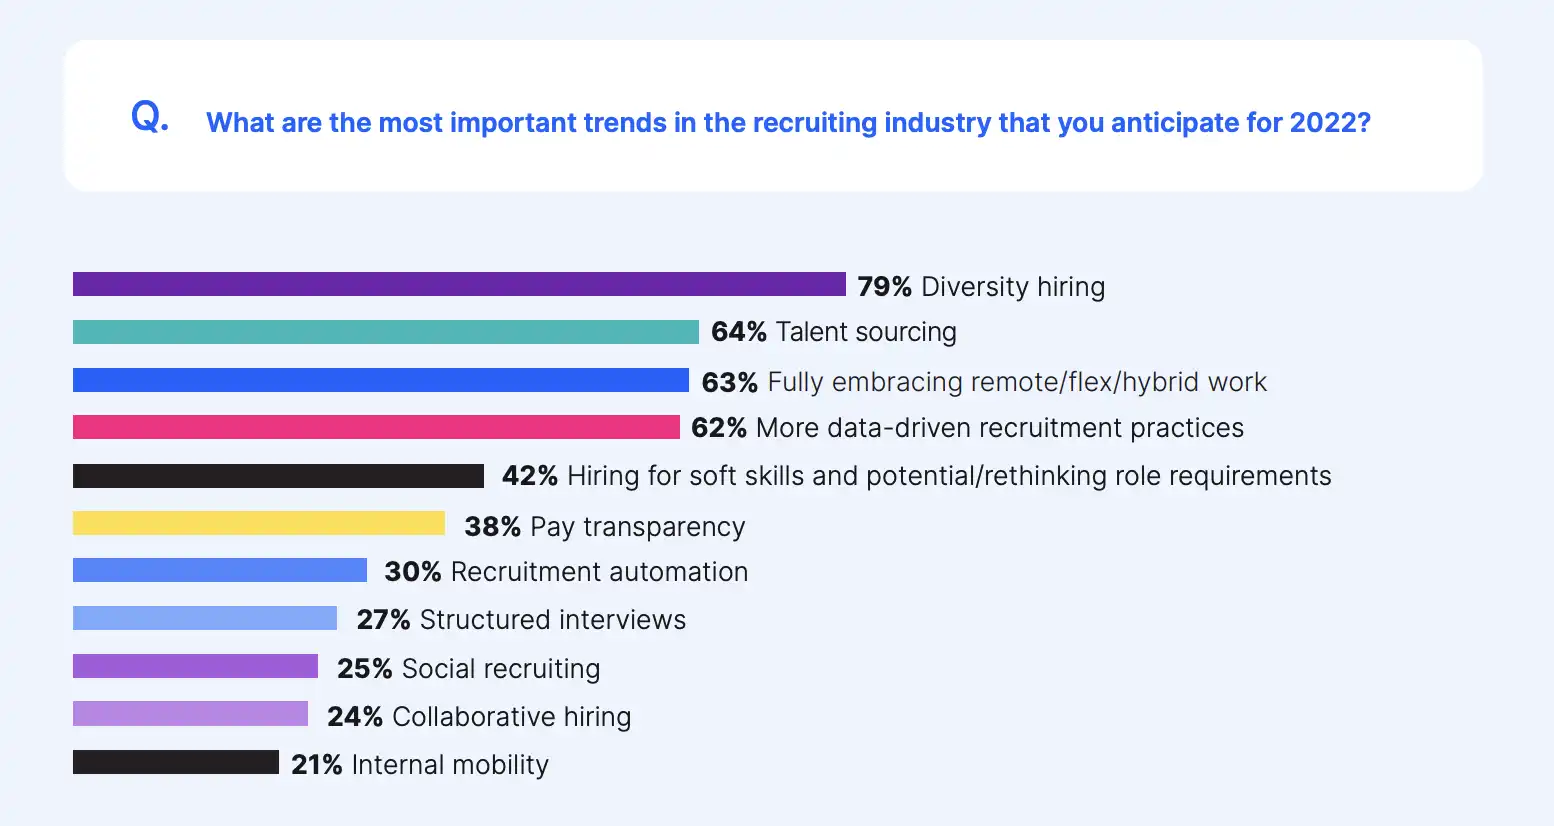 Q. What are the most important trends in the recruiting industry that you anticipate for 2022?
79% Diversity hiring
64% Talent sourcing
63% Fully embracing remote/flex/hybrid work
62% More data-driven recruitment practices
42% Hiring for soft skills and potential/rethinking role requirements
38% Pay transparency
30% Recruitment automation
27% Structured interviews
25% Social recruiting
24% Collaborative hiring
21% Internal mobility